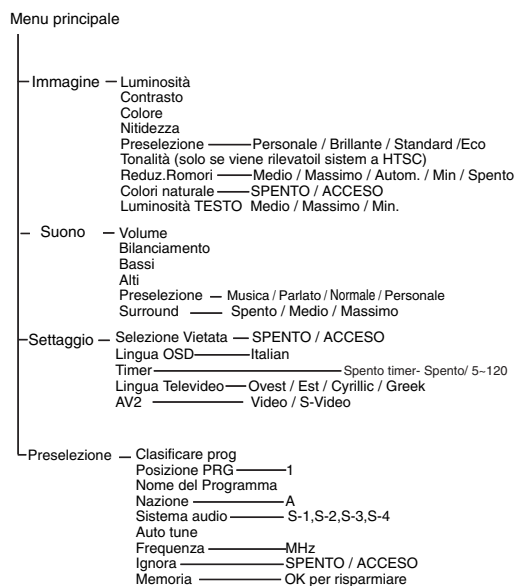 Menu principale
Immagine Luminosità
Contrasto
Colore
Nitidezza
Preselezione Personale / Brillante / Standard /Eco
Tonalità (solo se viene rilevatoil sistem a HTSC)
Reduz.Romori Medio / Massimo / Autom. / Min / Spento
Colori naturale SPENTO / ACCESO
Luminosità TESTO Medio / Massimo / Min.
Suono Volume
Bilanciamento
Bassi
Alti
Preselezione Musica / Parlato / Normale / Personale
Surround Spento / Medio / Massimo
Settaggio Selezione Vietata SPENTO / ACCESO
Lingua OSD Italian
Timer Spento timer- Spento/ 5~120
Lingua Televideo Ovest / Est / Cyrillic / Greek
AV2 Video / S-Video
Preselezione Clasificare prog
Posizione PRG 1
Nome del Programma
Nazione A
Sistema audio S-1,S-2,S-3,S-4
Auto tune
Frequenza MHz
Ignora SPENTO / ACCESO
Memoria OK per risparmiare